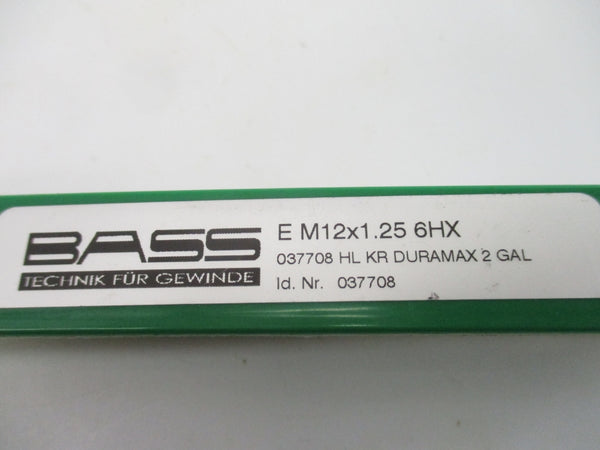 BASS
TECHNIK FÜR GEWINDE
E M12x1.25 6HX
037708 HL KR DURAMAX 2 GAL
Id. Nr. 037708